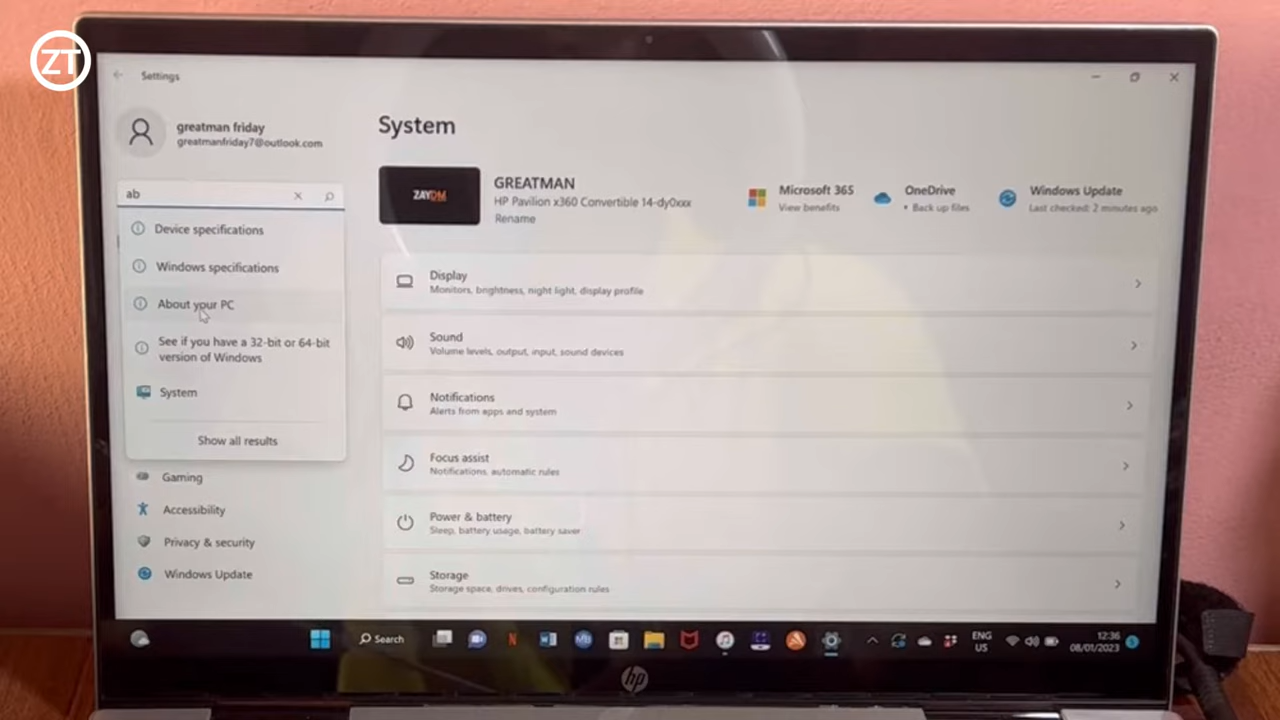 ZT
Settings
greatman friday
greatmanfriday7@outlook.com
ab
Device specifications
Windows specifications
About your PC
See if you have a 32-bit or 64-bit
version of Windows
System
Show all results
Gaming
Accessibility
Privacy & security
Windows Update
System
ZAYDM
GREATMAN
HP Pavilion x360 Convertible 14-dy0xxx
Rename
Microsoft 365
View benefits
OneDrive
• Back up files
Windows Update
Last checked: 2 minutes ago
Display
Monitors, brightness, night light, display profile
Sound
Volume levels, output, input, sound devices
Notifications
Alerts from apps and system
Focus assist
Notifications, automatic rules
Power & battery
Sleep, battery usage, battery saver
Storage
Storage space, drives, configuration rules
Search
ENG
US
12:36
08/01/2023
hp